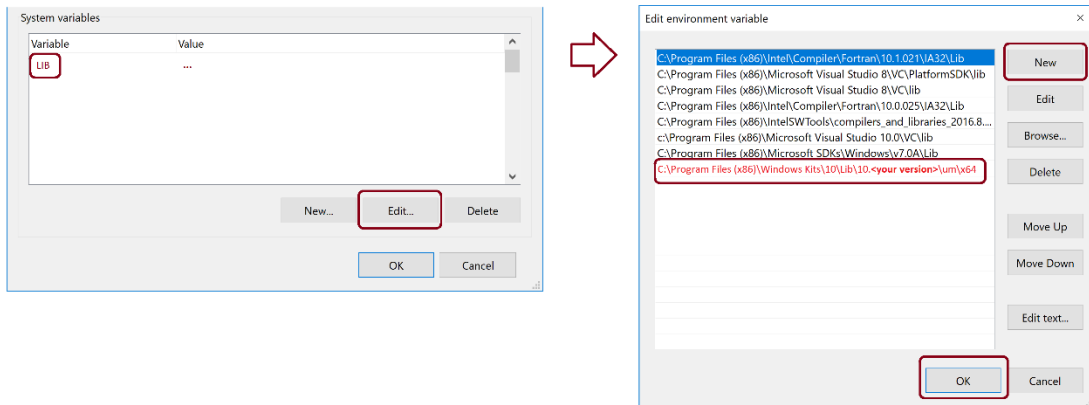 System variables
Variable Value
LIB ...
New... Edit... Delete
OK Cancel
Edit environment variable
C:\Program Files (x86)\Intel\Compiler\Fortran\10.1.021\IA32\Lib
C:\Program Files (x86)\Microsoft Visual Studio 8\VC\PlatformSDK\lib
C:\Program Files (x86)\Microsoft Visual Studio 8\VC\lib
C:\Program Files (x86)\Intel\Compiler\Fortran\10.0.025\IA32\Lib
C:\Program Files (x86)\IntelSWTools\compilers_and_libraries_2016.8....
c:\Program Files (x86)\Microsoft Visual Studio 10.0\VC\lib
C:\Program Files (x86)\Microsoft SDKs\Windows\v7.0A\Lib
C:\Program Files (x86)\Windows Kits\10\Lib\10.<your version>\um\x64
New
Edit
Browse...
Delete
Move Up
Move Down
Edit text...
OK Cancel